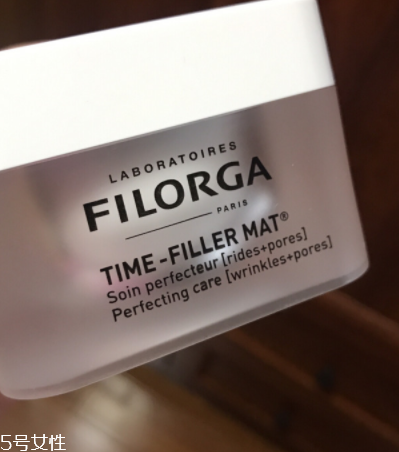 LABORATOIRES
FILORGA
PARIS
TIME-FILLER MAT®
Soin perfecteur [rides+pores]
Perfecting care [wrinkles+pores]
5号女性